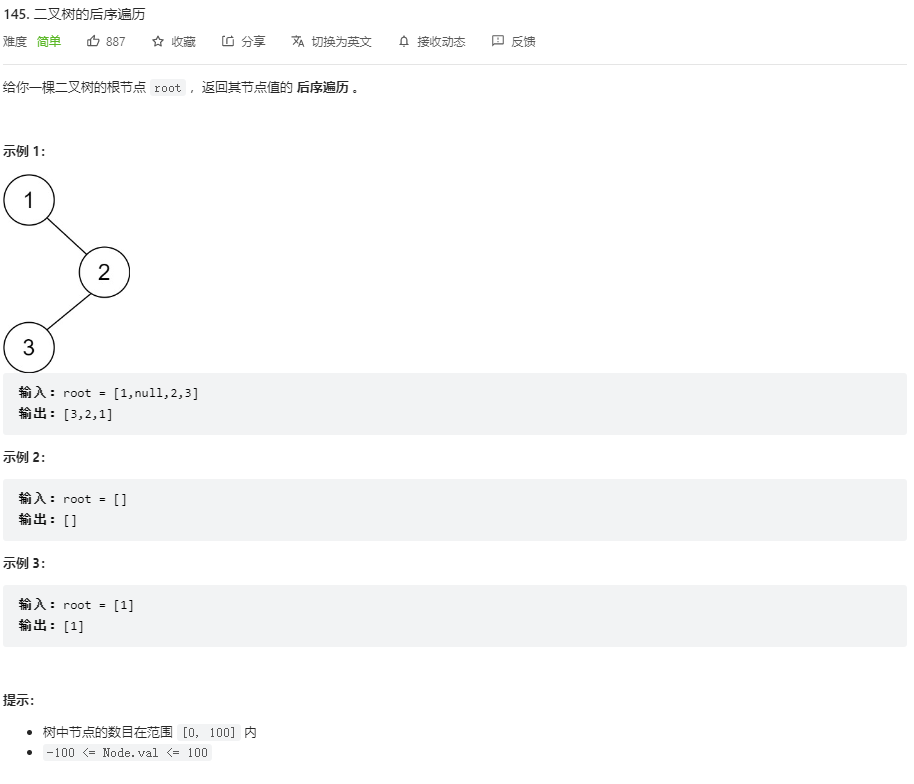 145. 二叉树的后序遍历
难度 简单 887 收藏 分享 切换为英文 接收动态 反馈
给你一棵二叉树的根节点 root ，返回其节点值的 后序遍历 。
示例 1：
1
2
3
输入：root = [1,null,2,3]
输出：[3,2,1]
示例 2：
输入：root = []
输出：[]
示例 3：
输入：root = [1]
输出：[1]
提示：
树中节点的数目在范围 [0, 100] 内
-100 <= Node.val <= 100